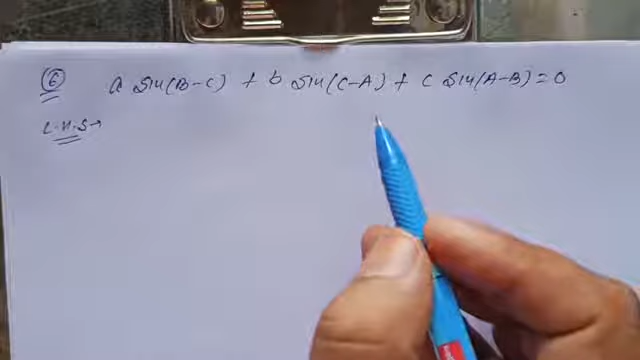 6 a sin(B-C) + b sin(C-A) + c sin(A-B) = 0
L.H.S→